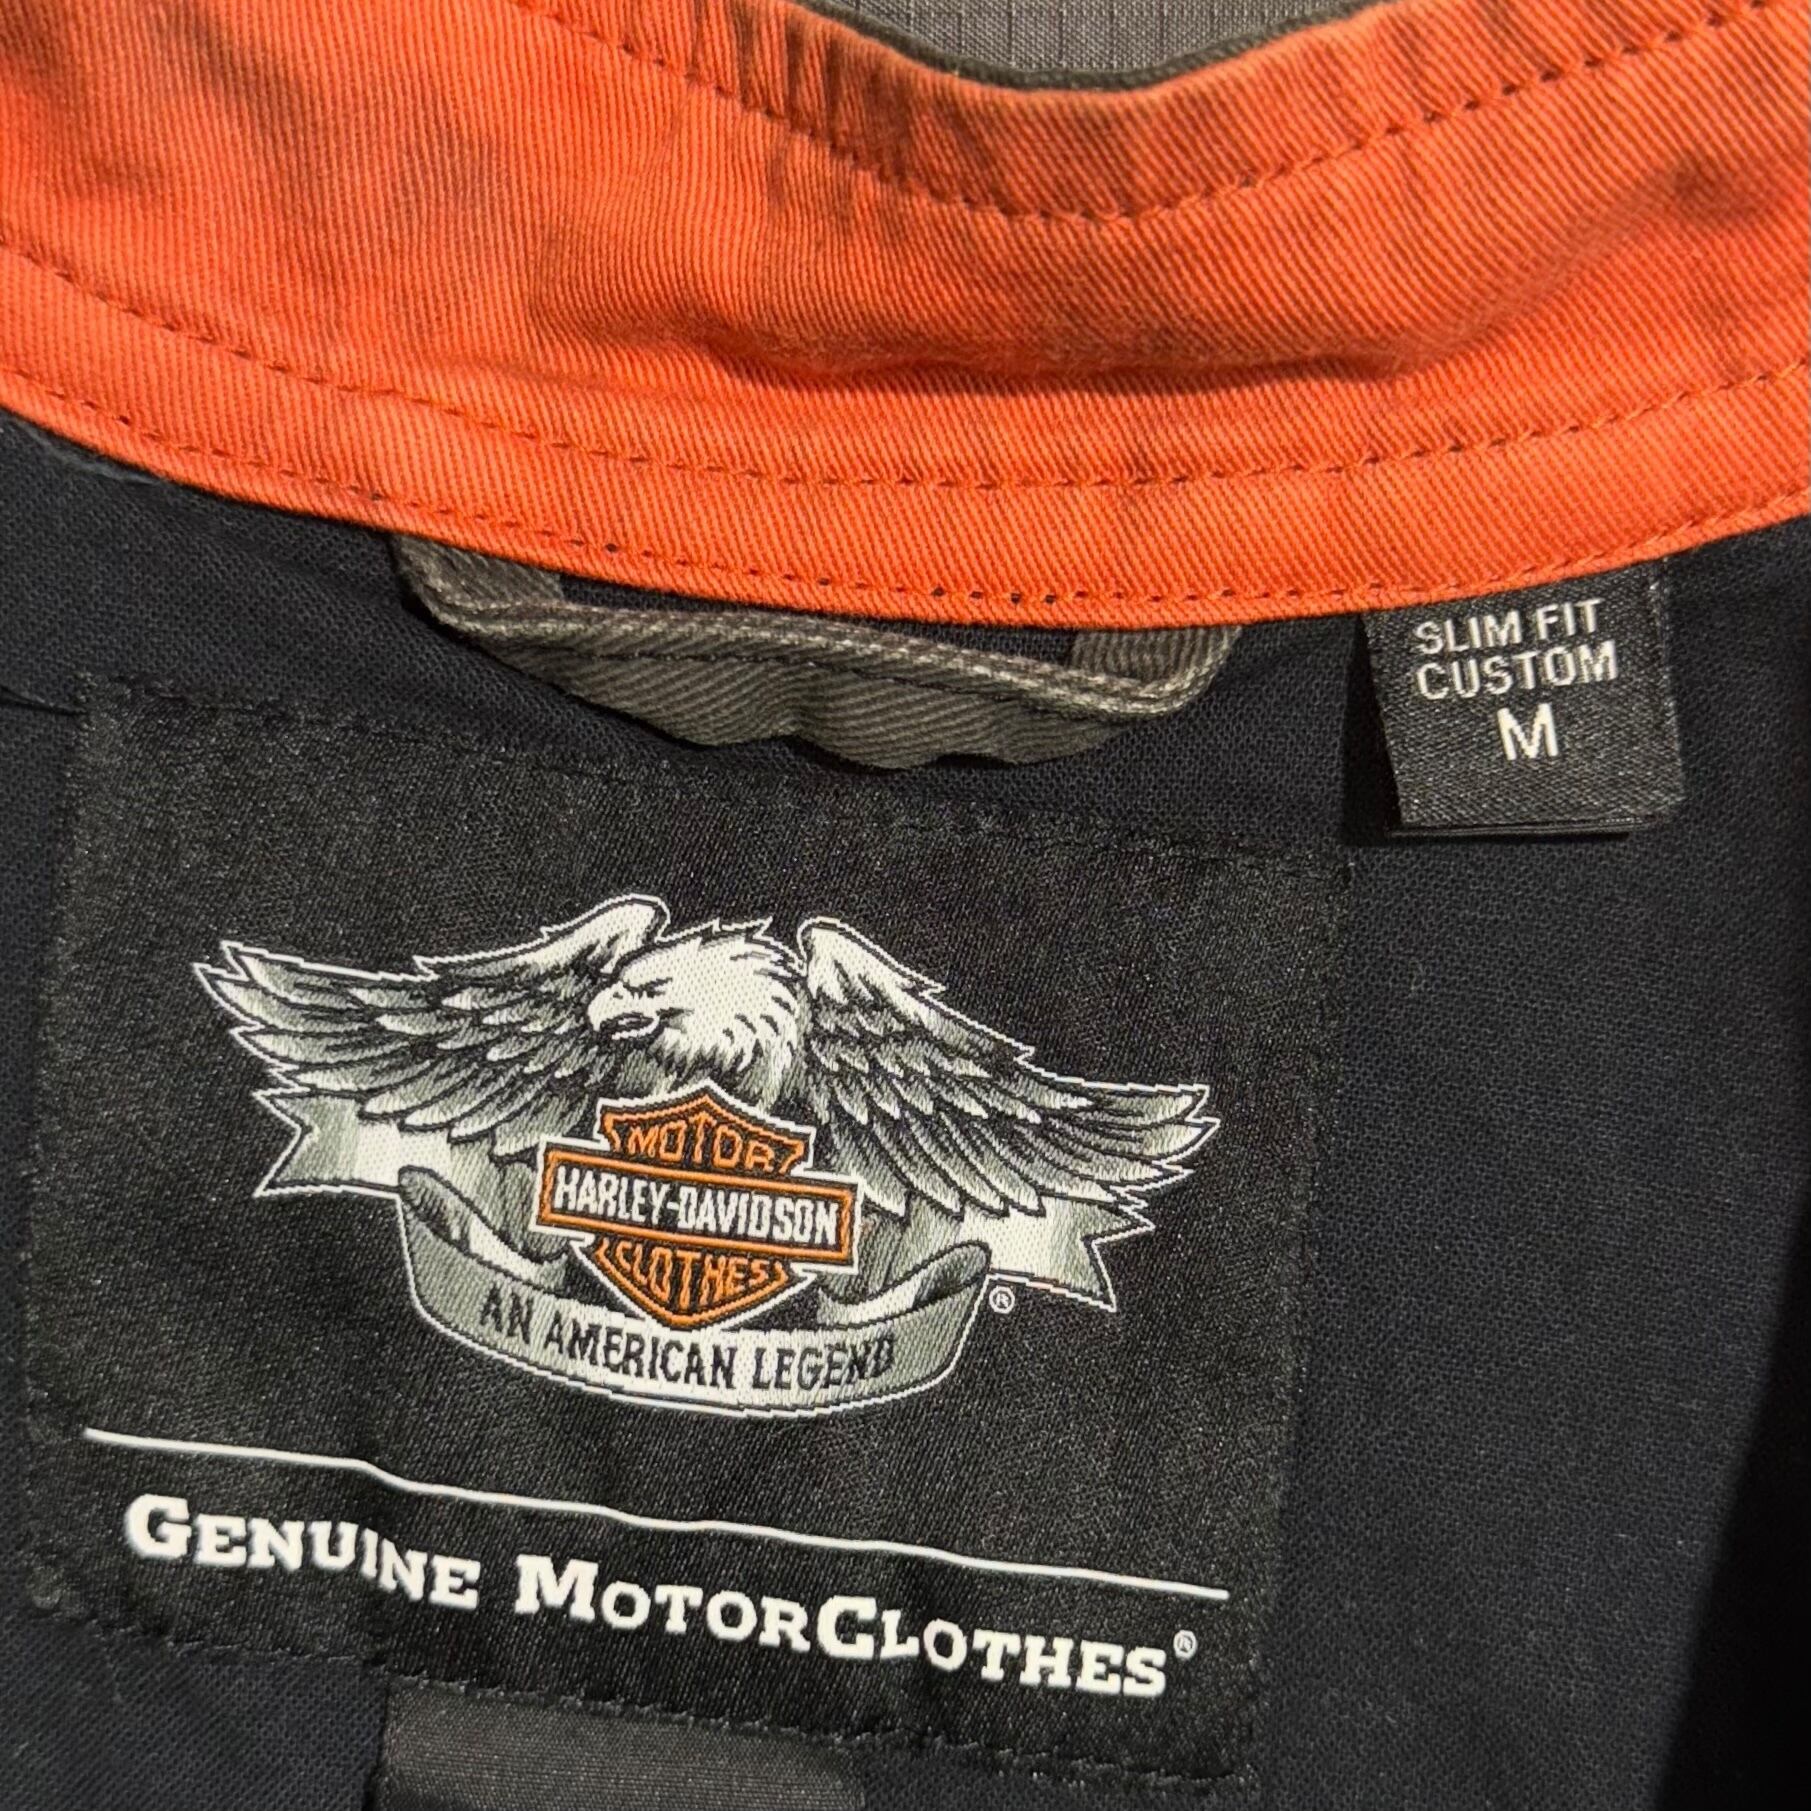 SLIM FIT
CUSTOM
M
MOTOR
HARLEY-DAVIDSON
CLOTHES
®
AN AMERICAN LEGEND
GENUINE MOTORCLOTHES®